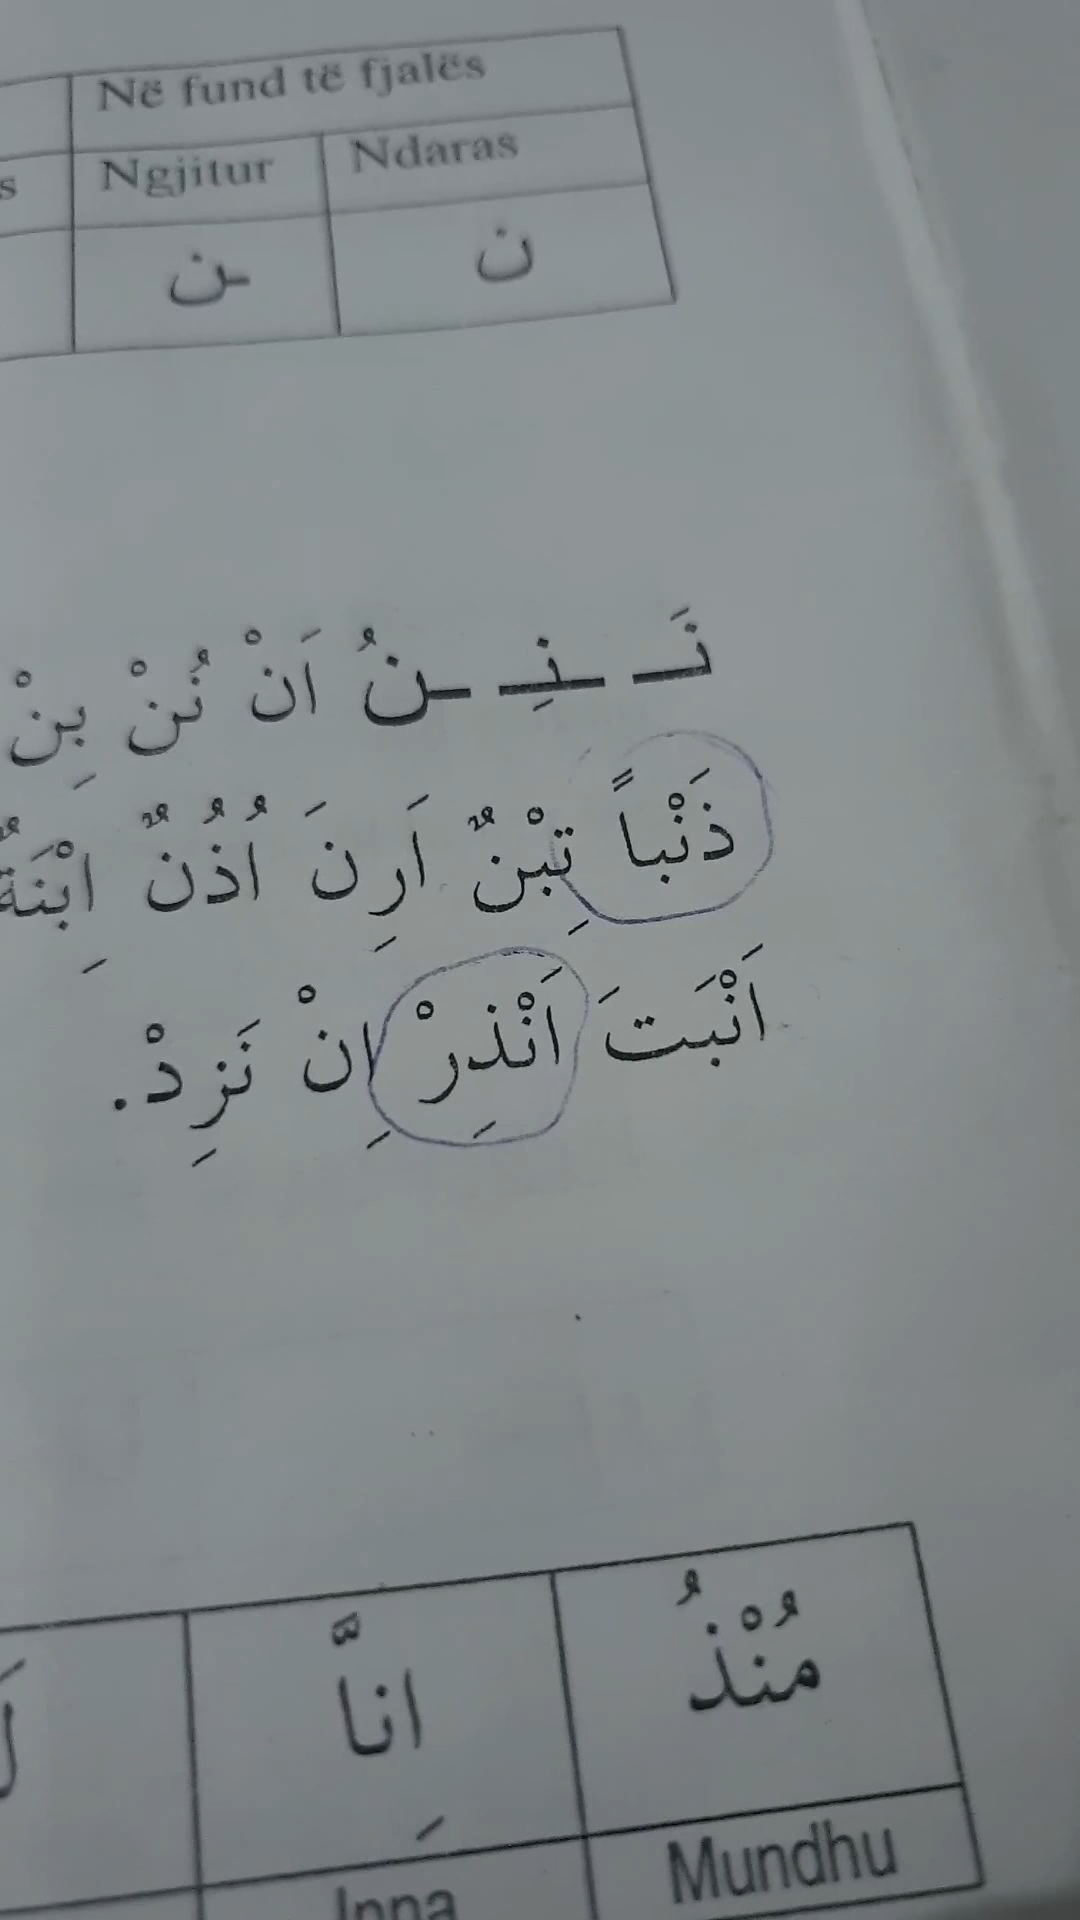 Në fund të fjalës
Ngjitur Ndaras
ـن ن
نَـ ـنِـ ـنُ اَنْ نُنْ بِنْ
ذَنْباً تِبْنٌ اَرِنَ اُذُنٌ اِبْنَةٌ
اَنْبَتَ اَنْذِرْ اِنْ نَزِدْ.
مُنْذُ اِنَّا
Mundhu Inna